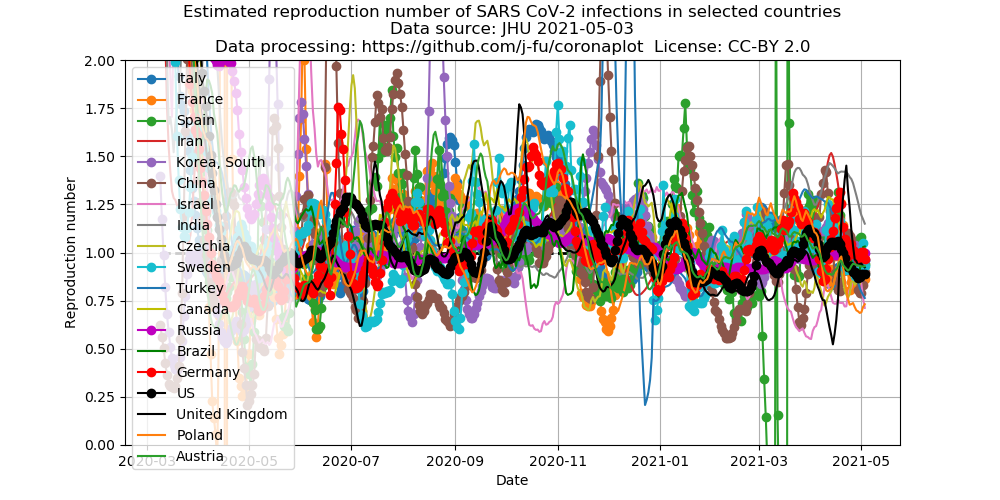 Estimated reproduction number of SARS CoV-2 infections in selected countries
Data source: JHU 2021-05-03
Data processing: https://github.com/j-fu/coronaplot  License: CC-BY 2.0
Reproduction number
2.00
1.75
1.50
1.25
1.00
0.75
0.50
0.25
0.00
Italy
France
Spain
Iran
Korea, South
China
Israel
India
Czechia
Sweden
Turkey
Canada
Russia
Brazil
Germany
US
United Kingdom
Poland
Austria
2020-03 2020-05 2020-07 2020-09 2020-11 2021-01 2021-03 2021-05
Date